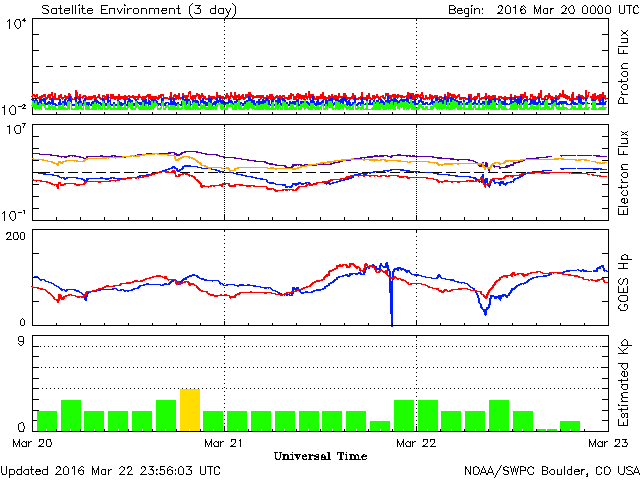 Satellite Environment (3 day) Begin: 2016 Mar 20 0000 UTC
10⁴
10⁻²
Proton Flux
10⁷
10⁻¹
Electron Flux
200
0
GOES Hp
9
0
Estimated Kp
Mar 20 Mar 21 Mar 22 Mar 23
Universal Time
Updated 2016 Mar 22 23:56:03 UTC NOAA/SWPC Boulder, CO USA